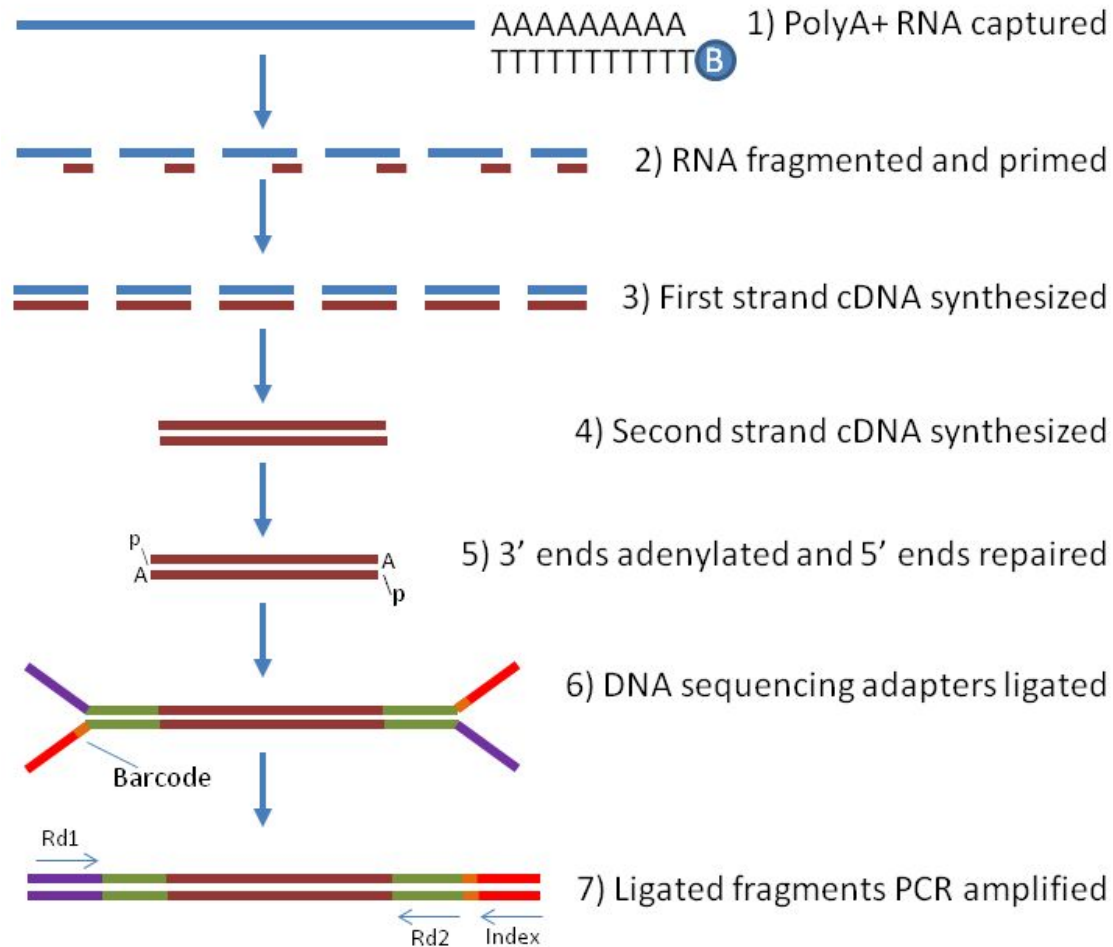 AAAAAAAAA
1) PolyA+ RNA captured
TTTTTTTTTTT B
2) RNA fragmented and primed
3) First strand cDNA synthesized
4) Second strand cDNA synthesized
p
A
5) 3’ ends adenylated and 5’ ends repaired
A
p
6) DNA sequencing adapters ligated
Barcode
Rd1
7) Ligated fragments PCR amplified
Rd2
Index